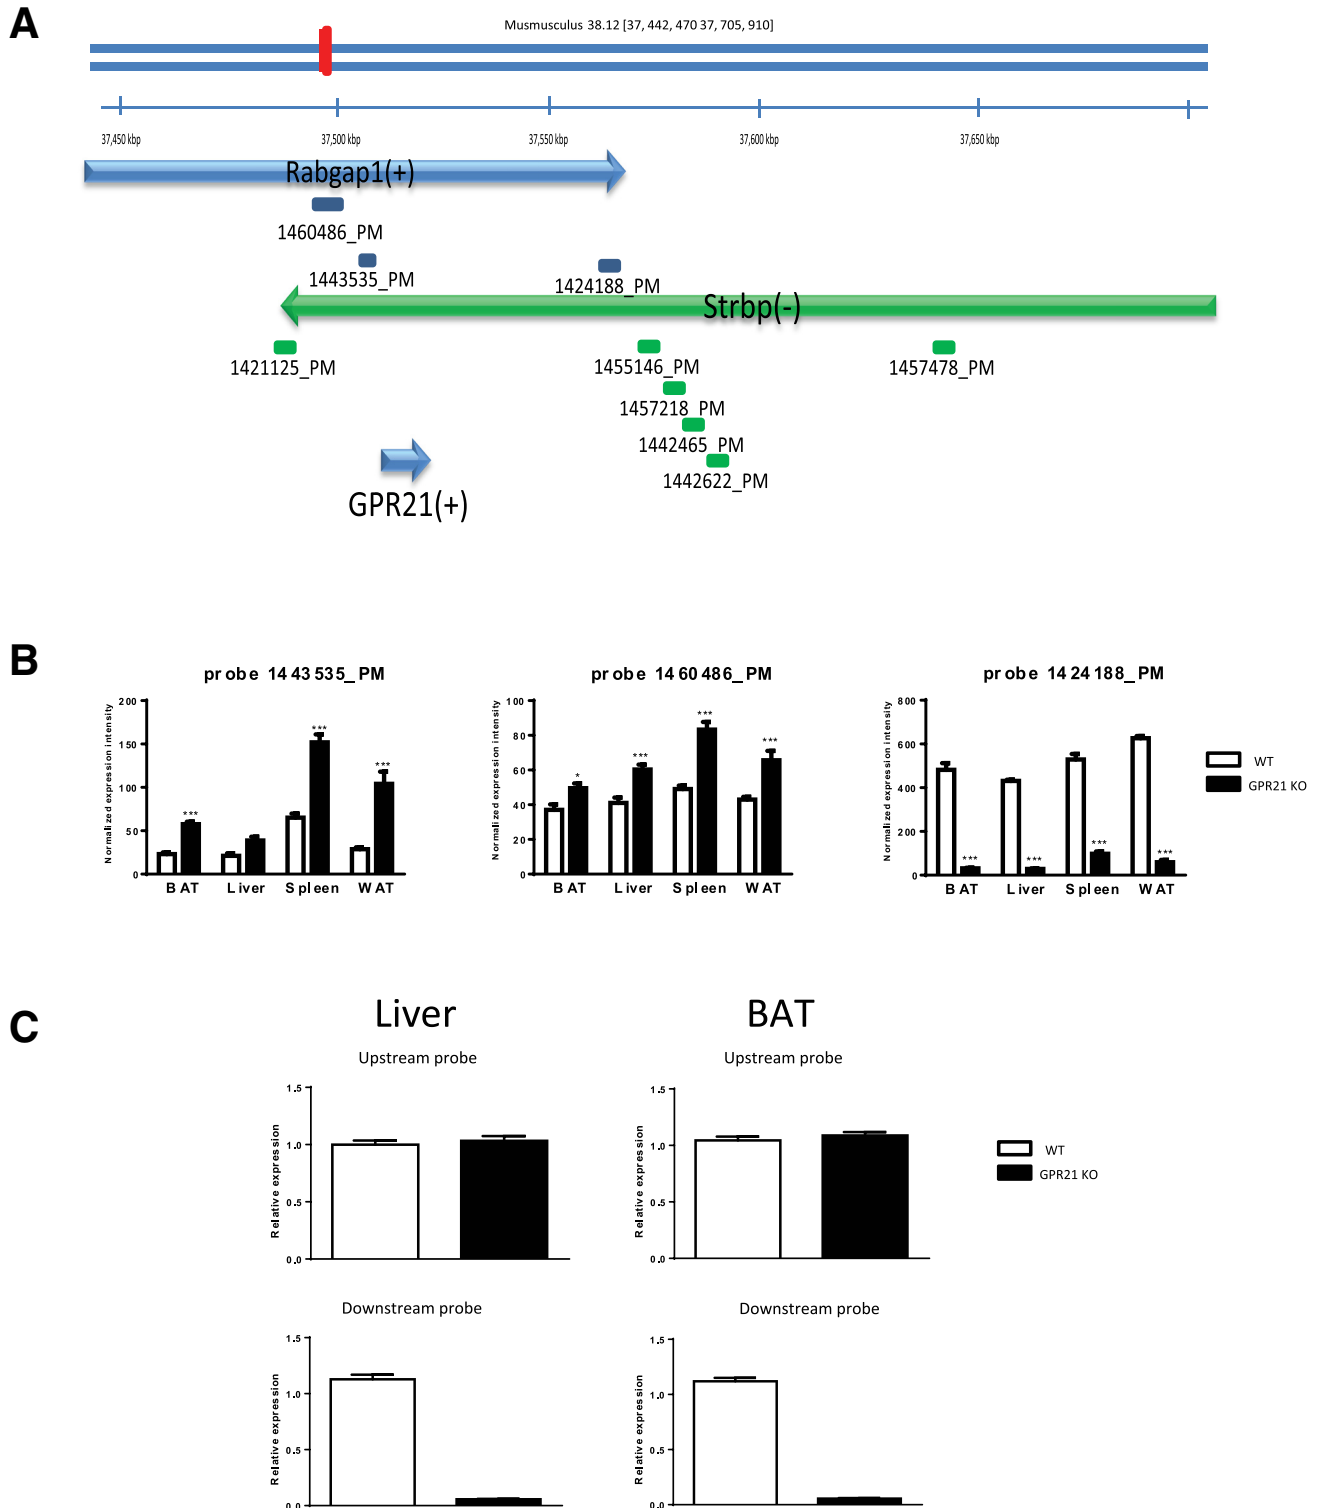 A
Musmusculus 38.12 [37, 442, 470 37, 705, 910]
37,450 kbp 37,500 kbp 37,550 kbp 37,600 kbp 37,650 kbp
Rabgap1(+)
1460486_PM
1443535_PM
1424188_PM
Strbp(-)
1421125_PM
1455146_PM
1457478_PM
1457218_PM
1442465_PM
1442622_PM
GPR21(+)
B
probe 1443535_PM
Normalized expression intensity
200
150
100
50
0
***
***
***
BAT Liver Spleen WAT
probe 1460486_PM
Normalized expression intensity
100
80
60
40
20
0
*
***
***
***
BAT Liver Spleen WAT
probe 1424188_PM
Normalized expression intensity
800
600
400
200
0
***
***
***
***
BAT Liver Spleen WAT
WT
GPR21 KO
C
Liver
Upstream probe
Relative expression
1.5
1.0
0.5
0.0
BAT
Upstream probe
Relative expression
1.5
1.0
0.5
0.0
WT
GPR21 KO
Downstream probe
Relative expression
1.5
1.0
0.5
0.0
Downstream probe
Relative expression
1.5
1.0
0.5
0.0